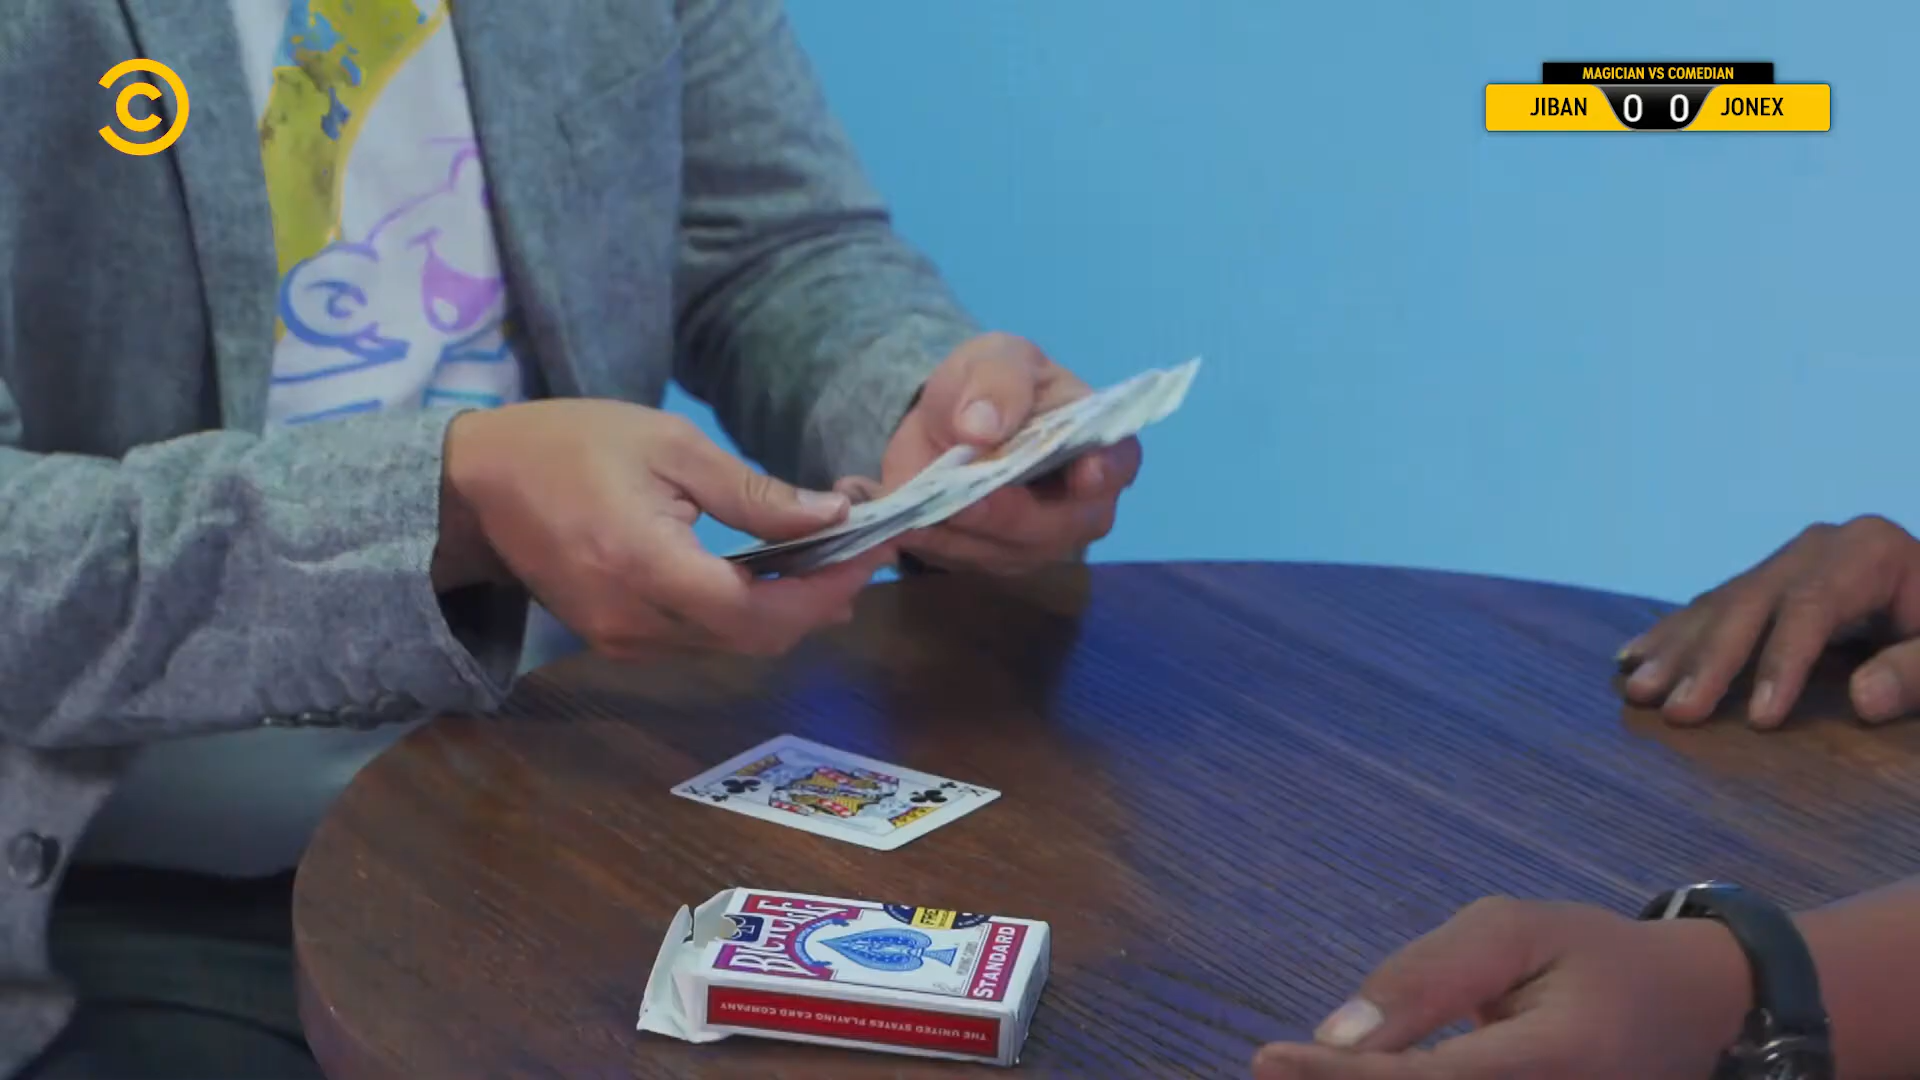 MAGICIAN VS COMEDIAN
JIBAN 0 0 JONEX
BICYCLE
STANDARD
THE UNITED STATES PLAYING CARD COMPANY